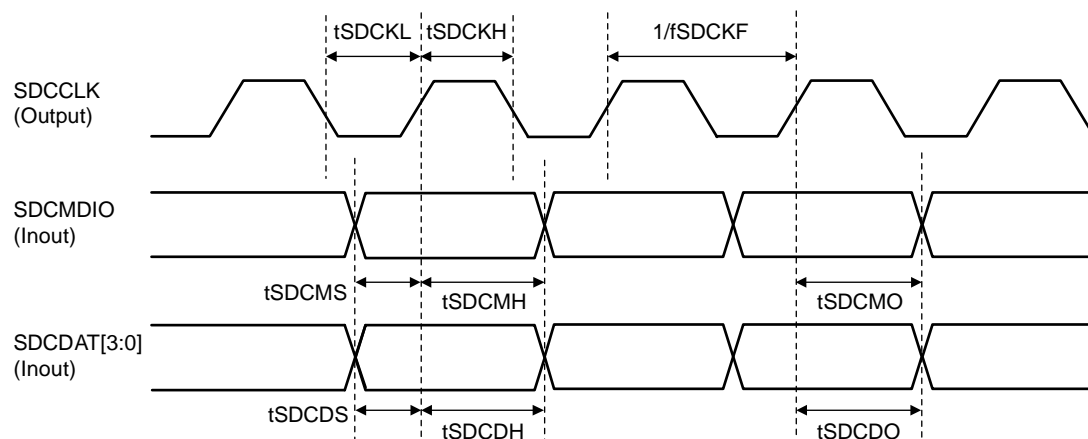 tSDCKL
tSDCKH
1/fSDCKF
SDCCLK
(Output)
SDCMDIO
(Inout)
tSDCMS
tSDCMH
tSDCMO
SDCDAT[3:0]
(Inout)
tSDCDS
tSDCDH
tSDCDO